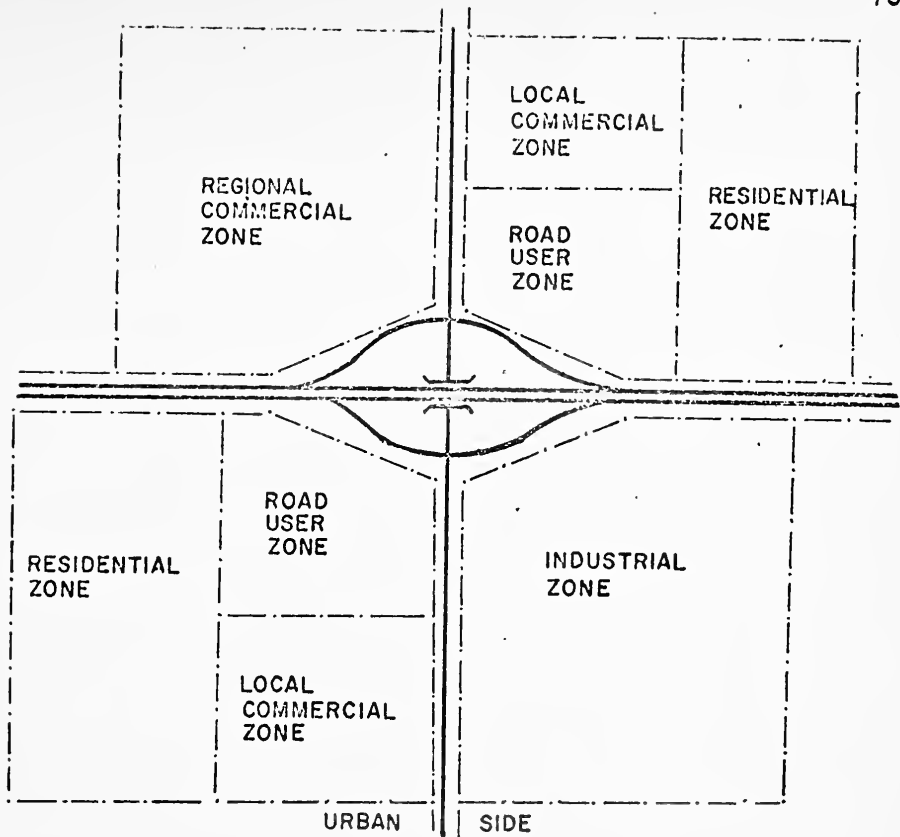 REGIONAL
COMMERCIAL
ZONE
LOCAL
COMMERCIAL
ZONE
ROAD
USER
ZONE
RESIDENTIAL
ZONE
RESIDENTIAL
ZONE
ROAD
USER
ZONE
LOCAL
COMMERCIAL
ZONE
INDUSTRIAL
ZONE
URBAN SIDE